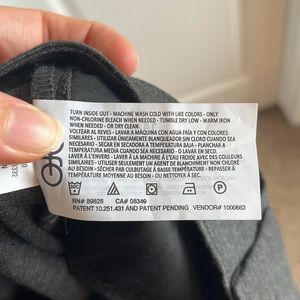 TURN INSIDE OUT - MACHINE WASH COLD WITH LIKE COLORS - ONLY
NON-CHLORINE BLEACH WHEN NEEDED - TUMBLE DRY LOW - WARM IRON
WHEN NEEDED - OR DRY CLEAN.
VOLTEAR AL REVES - LAVAR A MÁQUINA CON AGUA FRÍA Y CON COLORES
SIMILARES - UTILIZAR ÚNICAMENTE BLANQUEADOR SIN CLORO CUANDO SEA
NECESARIO - SECAR EN SECADORA A TEMPERATURA BAJA - PLANCHAR A
TEMPERATURA MEDIA CUANDO SEA NECESARIO - O LAVAR EN SECO.
LAVER À L'ENVERS - LAVER À LA MACHINE À L'EAU FROIDE AVEC DES COULEURS
SIMILAIRES - UTILISER SEULEMENT UN AGENT DE BLANCHIMENT NON CHLORÉ
AU BESOIN - SÉCHER PAR CULBUTAGE À BASSE TEMPÉRATURE - REPASSER À
TEMPÉRATURE MOYENNE AU BESOIN - OU NETTOYER À SEC.
RN# 89828 CA# 08349
PATENT 10.251.431 AND PATENT PENDING VENDOR# 1000663